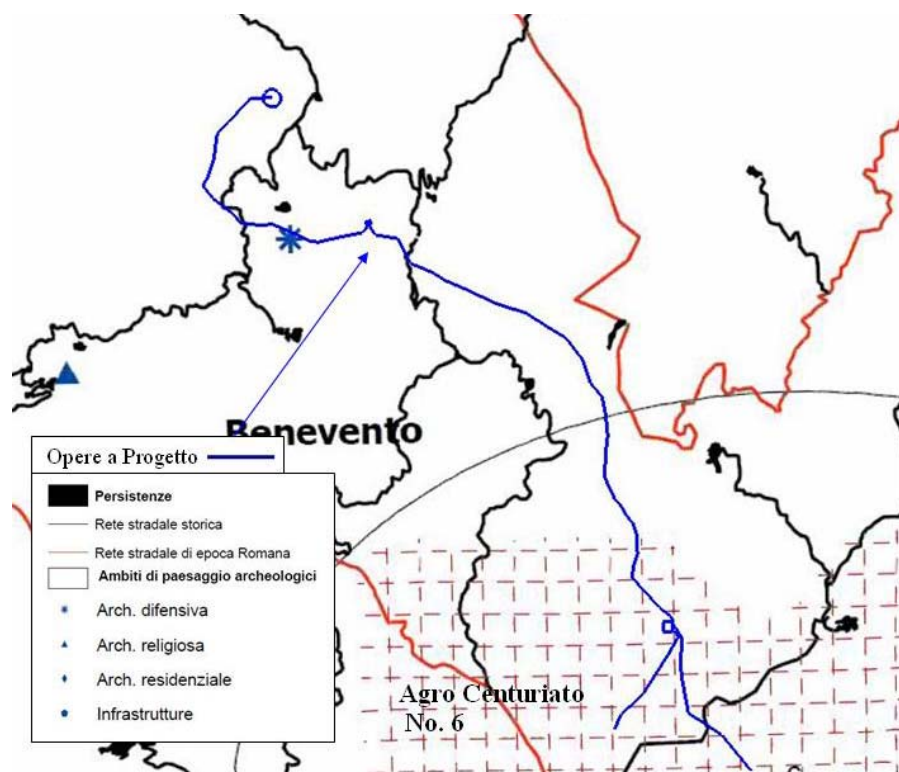 Benevento
Opere a Progetto
Persistenze
Rete stradale storica
Rete stradale di epoca Romana
Ambiti di paesaggio archeologici
Arch. difensiva
Arch. religiosa
Arch. residenziale
Infrastrutture
Agro Centuriato
No. 6